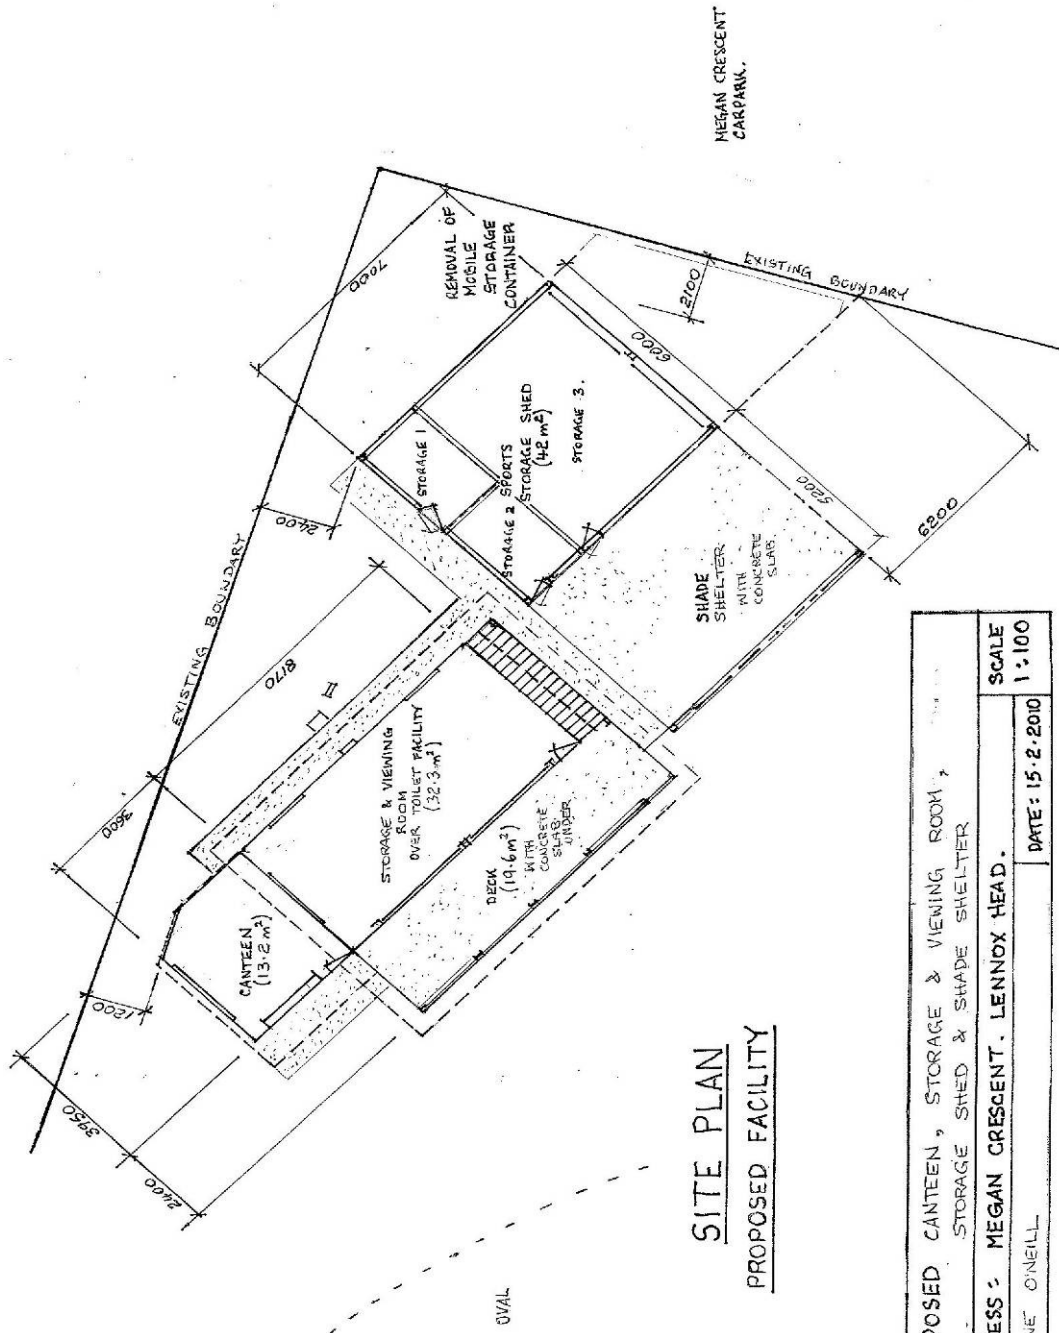 MEGAN CRESCENT
CARPARK.
REMOVAL OF
MOBILE
STORAGE
CONTAINER
7000
EXISTING BOUNDARY
2100
6000
STORAGE 1
STORAGE 2
SPORTS
STORAGE SHED
(42 m²)
STORAGE 3.
2400
EXISTING BOUNDARY
8170
3600
5200
6200
SHADE
SHELTER
WITH
CONCRETE
SLAB.
STORAGE & VIEWING
ROOM
OVER TOILET FACILITY
(32.3 m²)
DECK
(19.6 m²)
WITH
CONCRETE
SLAB
UNDER
CANTEEN
(13.2 m²)
1200
3950
2400
OVAL
SITE PLAN
PROPOSED FACILITY
POSED CANTEEN, STORAGE & VIEWING ROOM,
STORAGE SHED & SHADE SHELTER
ESS: MEGAN CRESCENT. LENNOX HEAD.
SCALE
1:100
NE O'NEILL
DATE: 15.2.2010